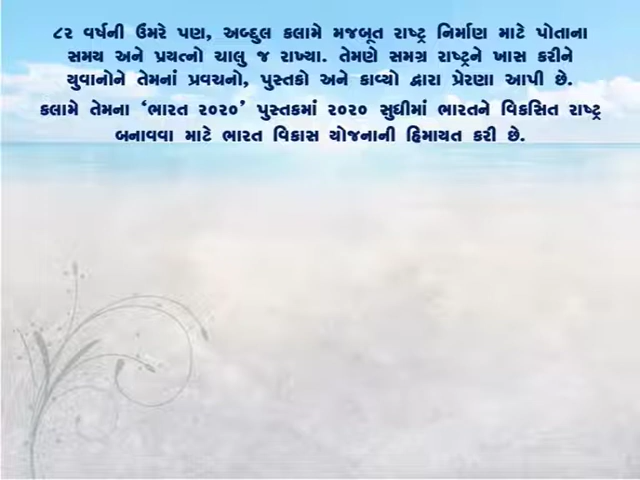 ૮૨ વર્ષની ઉંમરે પણ, અબ્દુલ કલામે મજબૂત રાષ્ટ્ર નિર્માણ માટે પોતાના
સમય અને પ્રયત્નો ચાલુ જ રાખ્યા. તેમણે સમગ્ર રાષ્ટ્રને ખાસ કરીને
યુવાનોને તેમનાં પ્રવચનો, પુસ્તકો અને કાવ્યો દ્વારા પ્રેરણા આપી છે.
કલામે તેમના ‘ભારત ૨૦૨૦’ પુસ્તકમાં ૨૦૨૦ સુધીમાં ભારતને વિકસિત રાષ્ટ્ર
બનાવવા માટે ભારત વિકાસ યોજનાની હિમાયત કરી છે.